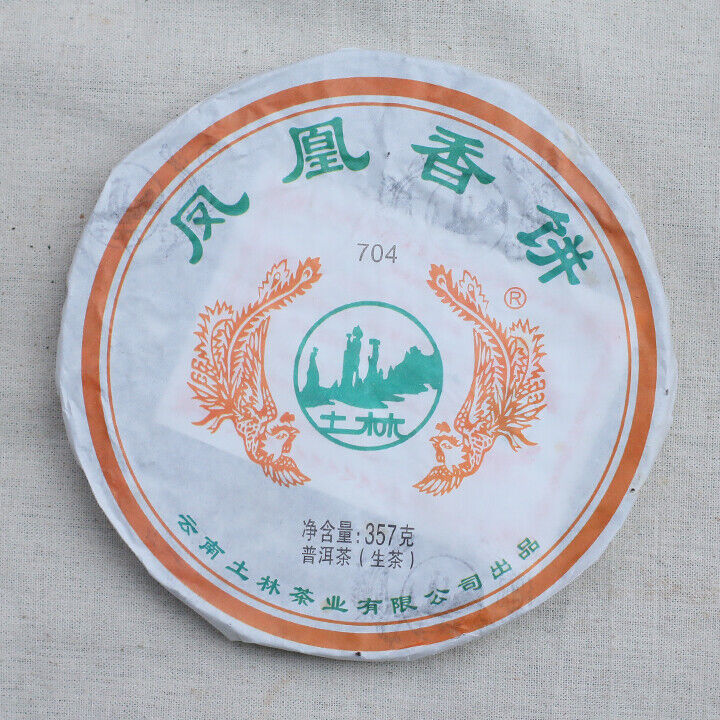 凤凰香饼
704
®
土林
净含量:357克
普洱茶(生茶)
云南土林茶业有限公司出品